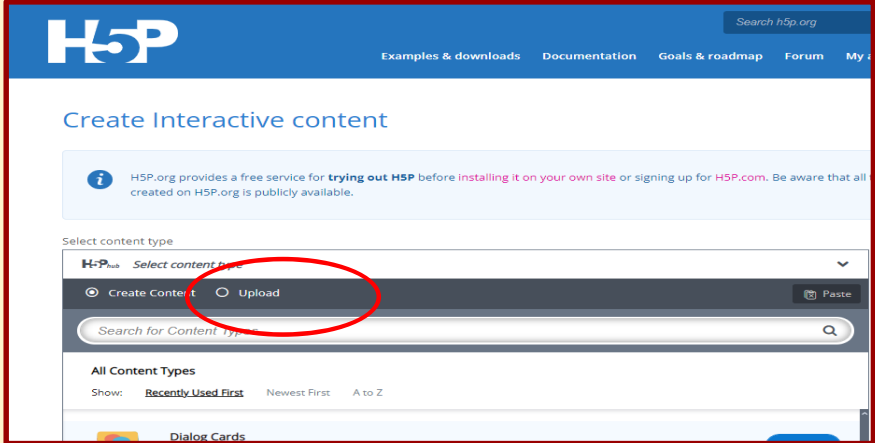 H5P
Search h5p.org
Examples & downloads Documentation Goals & roadmap Forum My
Create Interactive content
i H5P.org provides a free service for trying out H5P before installing it on your own site or signing up for H5P.com. Be aware that all
created on H5P.org is publicly available.
Select content type
H5P hub Select content type
Create Content Upload Paste
Search for Content Types
All Content Types
Show: Recently Used First Newest First A to Z
Dialog Cards